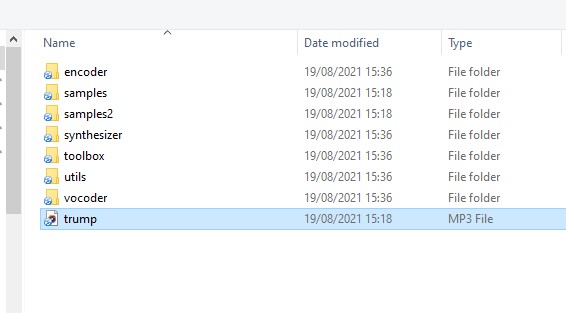 Name Date modified Type
encoder 19/08/2021 15:36 File folder
samples 19/08/2021 15:18 File folder
samples2 19/08/2021 15:18 File folder
synthesizer 19/08/2021 15:36 File folder
toolbox 19/08/2021 15:36 File folder
utils 19/08/2021 15:36 File folder
vocoder 19/08/2021 15:36 File folder
trump 19/08/2021 15:18 MP3 File